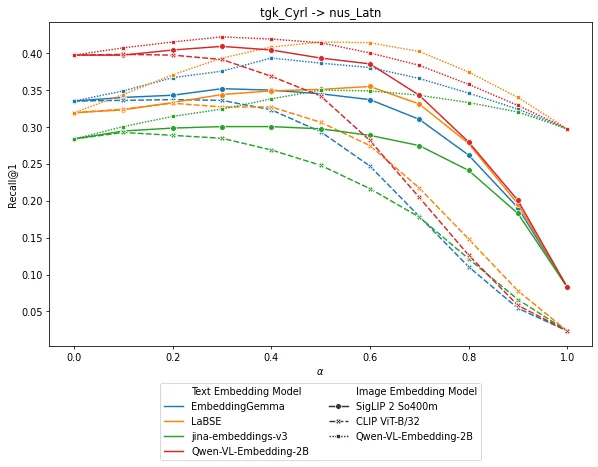 tgk_Cyrl -> nus_Latn
Recall@1
0.40
0.35
0.30
0.25
0.20
0.15
0.10
0.05
0.0 0.2 0.4 0.6 0.8 1.0
α
Text Embedding Model
EmbeddingGemma
LaBSE
jina-embeddings-v3
Qwen-VL-Embedding-2B
Image Embedding Model
SigLIP 2 So400m
CLIP ViT-B/32
Qwen-VL-Embedding-2B